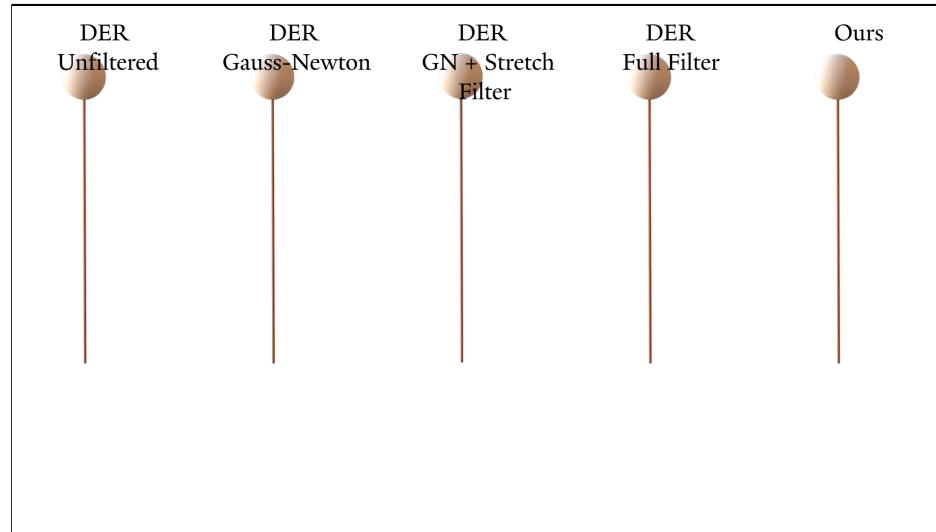 DER
Unfiltered
DER
Gauss-Newton
DER
GN + Stretch
Filter
DER
Full Filter
Ours